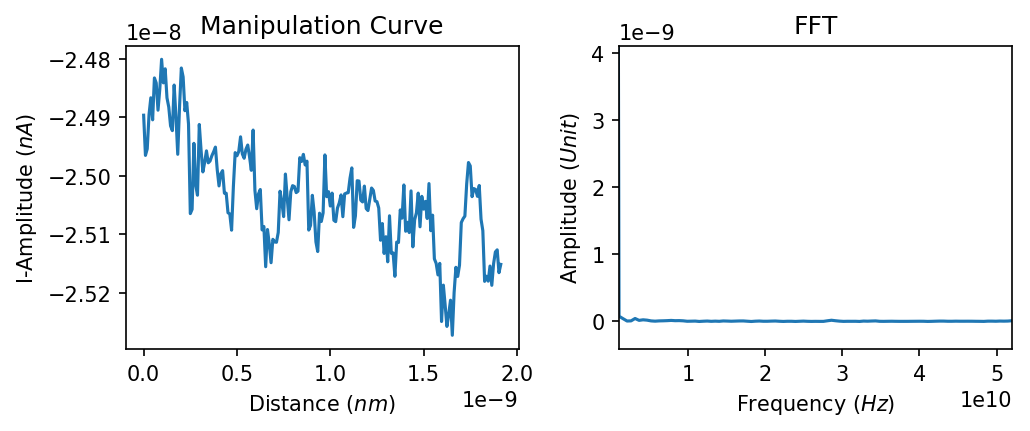 Manipulation Curve
1e−8
−2.48
−2.49
−2.50
−2.51
−2.52
I-Amplitude (nA)
0.0 0.5 1.0 1.5 2.0
Distance (nm)
1e−9
FFT
1e−9
4
3
2
1
0
Amplitude (Unit)
1 2 3 4 5
Frequency (Hz)
1e10